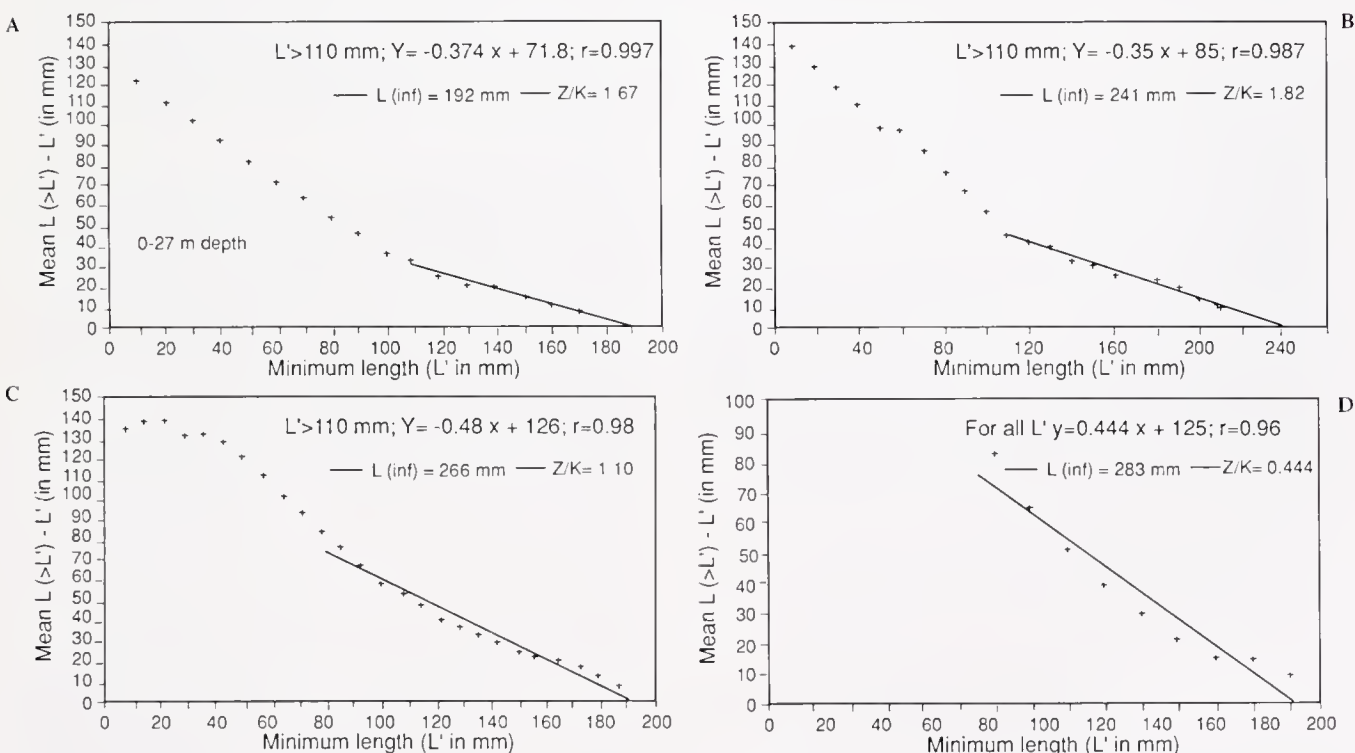 A
L'>110 mm; Y= -0.374 x + 71.8; r=0.997
L (inf) = 192 mm Z/K= 1 67
0-27 m depth
Mean L (>L') - L' (in mm)
150
140
130
120
110
100
90
80
70
60
50
40
30
20
10
0
0 20 40 60 80 100 120 140 160 180 200
Minimum length (L' in mm)
B
L'>110 mm; Y= -0.35 x + 85; r=0.987
L (inf) = 241 mm Z/K= 1.82
Mean L (>L') - L' (in mm)
150
140
130
120
110
100
90
80
70
60
50
40
30
20
10
0
0 40 80 120 160 200 240
Minimum length (L' in mm)
C
L'>110 mm; Y= -0.48 x + 126; r=0.98
L (inf) = 266 mm Z/K= 1 10
Mean L (>L') - L' (in mm)
150
140
130
120
110
100
90
80
70
60
50
40
30
20
10
0
0 20 40 60 80 100 120 140 160 180 200
Minimum length (L' in mm)
D
For all L' y=0.444 x + 125; r=0.96
L (inf) = 283 mm Z/K= 0.444
Mean L (>L') - L' (in mm)
100
90
80
70
60
50
40
30
20
10
0
0 20 40 60 80 100 120 140 160 180 200
Minimum length (L' in mm)